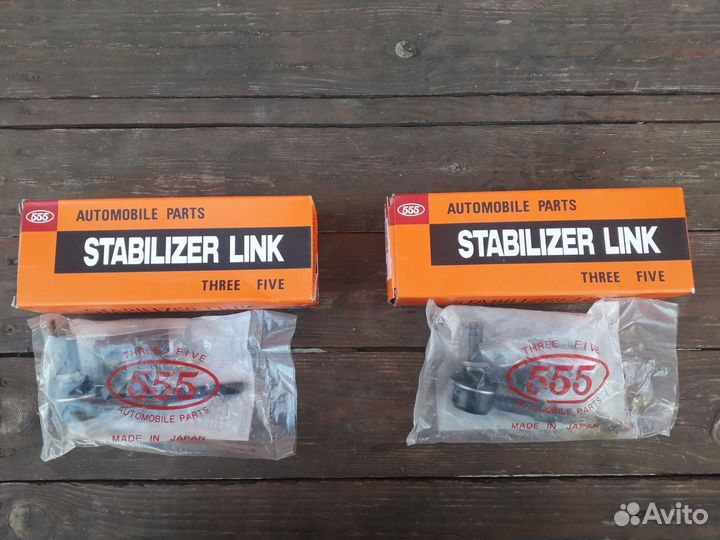 555
AUTOMOBILE PARTS
STABILIZER LINK
THREE FIVE
555
AUTOMOBILE PARTS
STABILIZER LINK
THREE FIVE
THREE FIVE
555
AUTOMOBILE PARTS
MADE IN JAPAN
THREE FIVE
555
AUTOMOBILE PARTS
MADE IN JAPAN
Avito